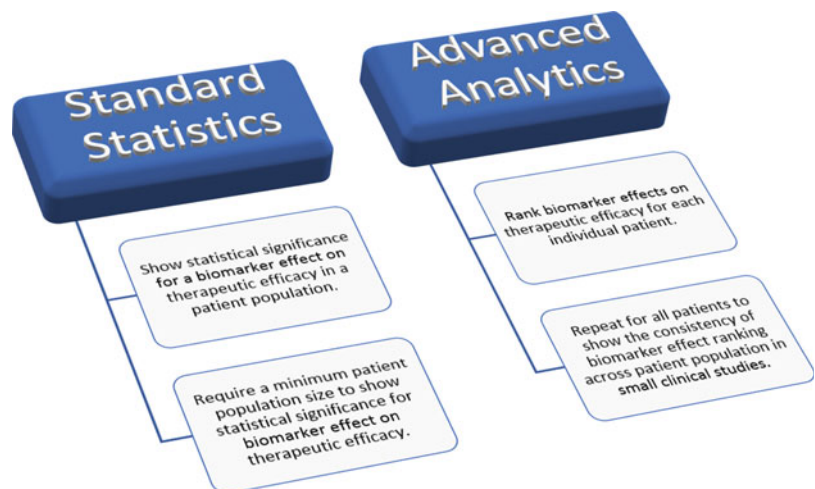 Standard
Statistics
Show statistical significance
for a biomarker effect on
therapeutic efficacy in a
patient population.
Require a minimum patient
population size to show
statistical significance for
biomarker effect on
therapeutic efficacy.
Advanced
Analytics
Rank biomarker effects on
therapeutic efficacy for each
individual patient.
Repeat for all patients to
show the consistency of
biomarker effect ranking
across patient population in
small clinical studies.